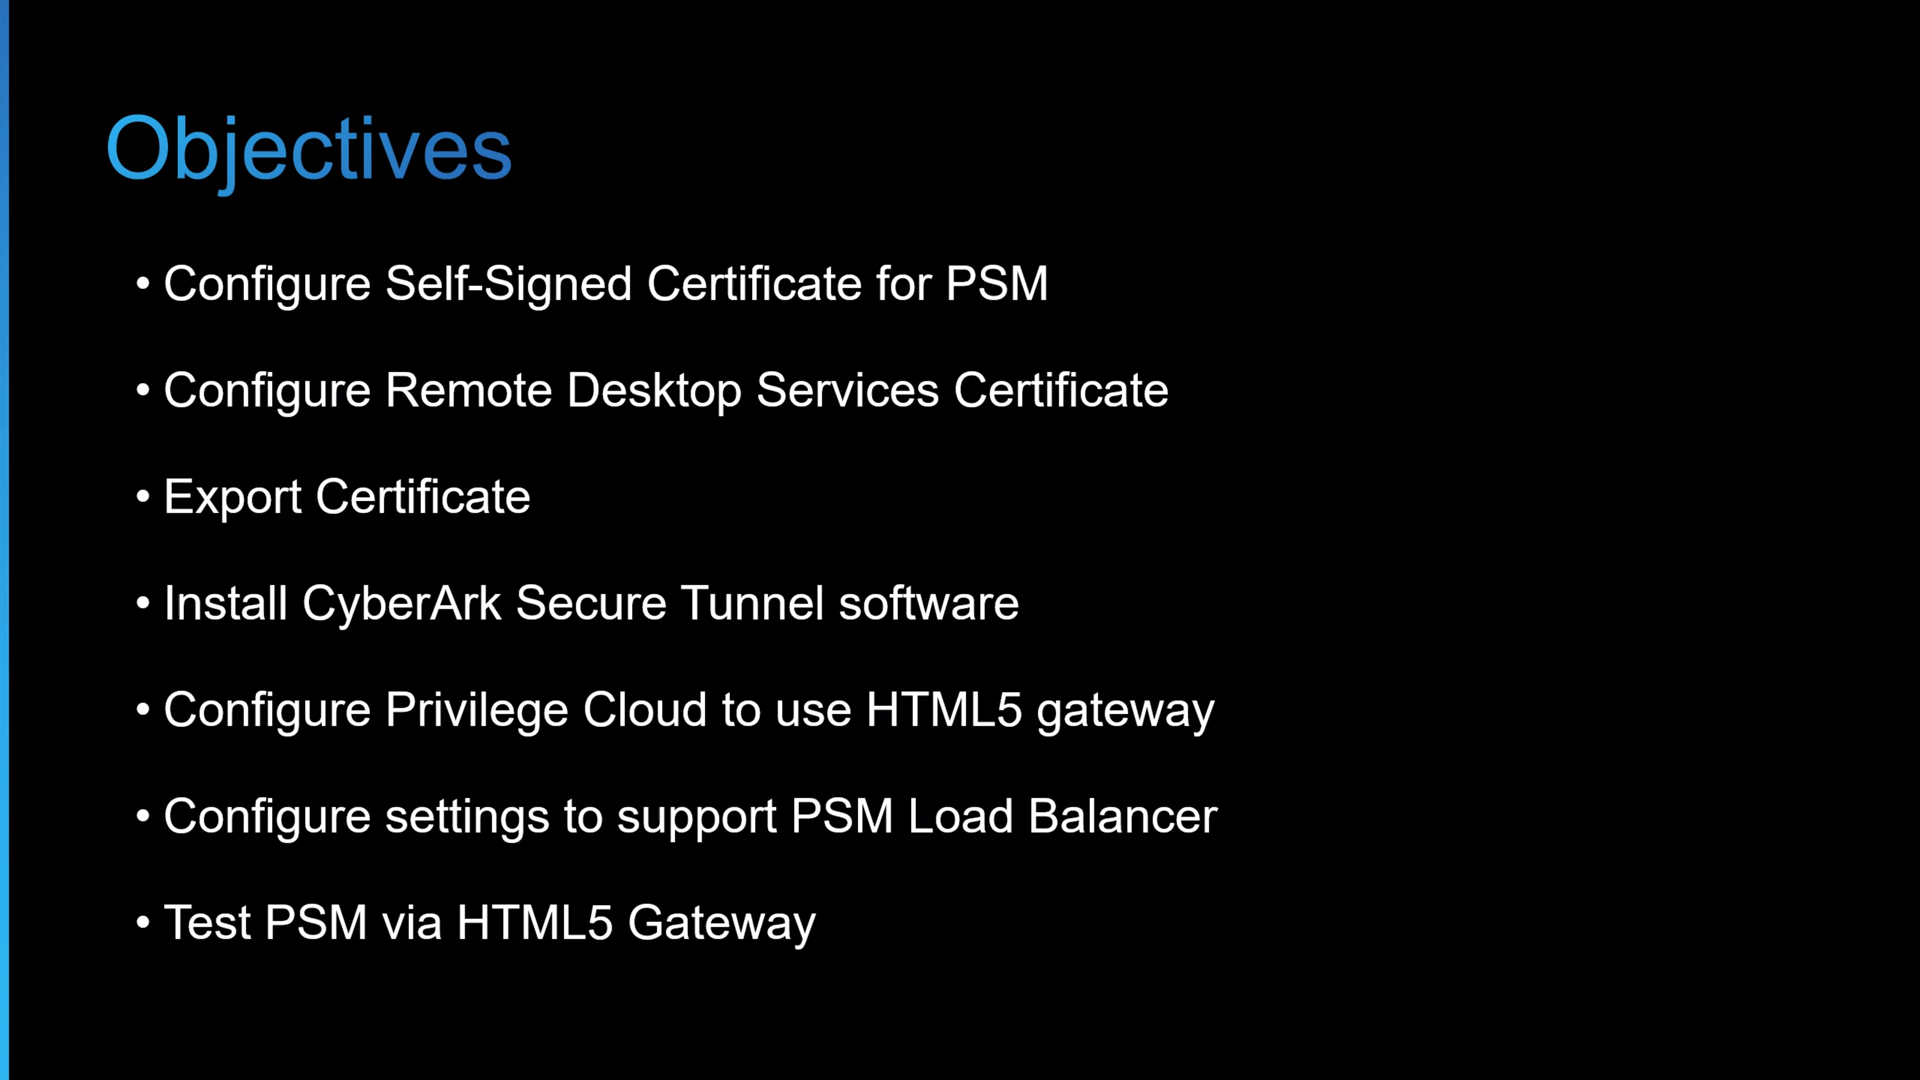 Objectives
• Configure Self-Signed Certificate for PSM
• Configure Remote Desktop Services Certificate
• Export Certificate
• Install CyberArk Secure Tunnel software
• Configure Privilege Cloud to use HTML5 gateway
• Configure settings to support PSM Load Balancer
• Test PSM via HTML5 Gateway